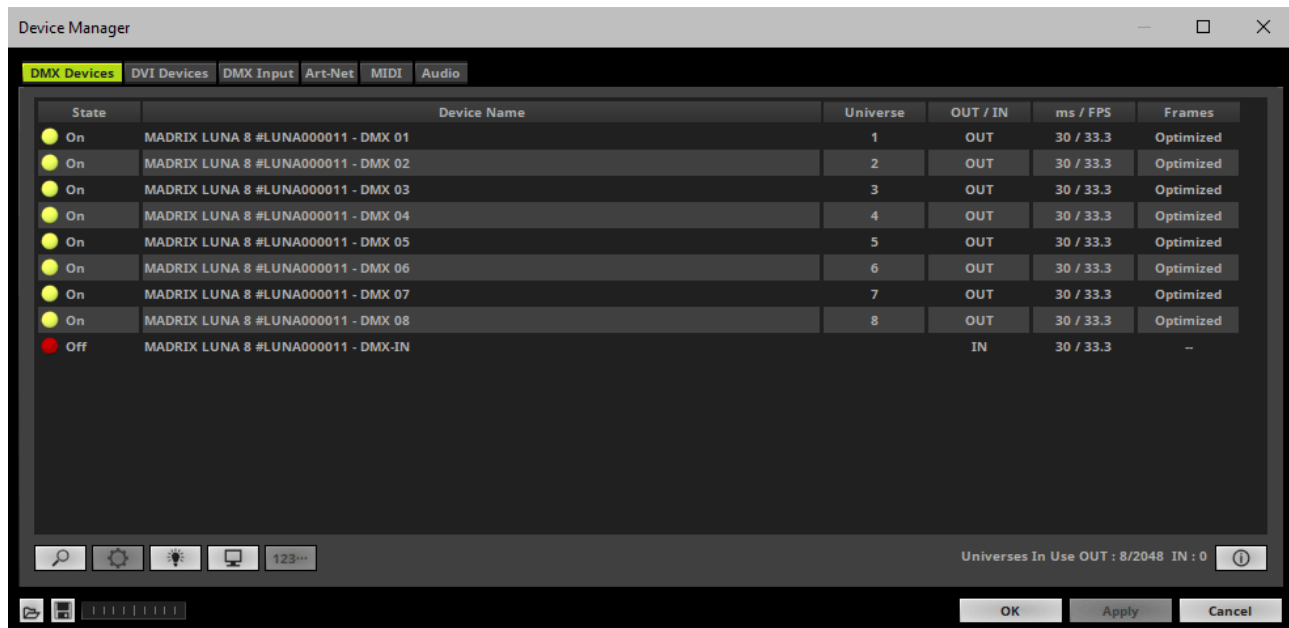 Device Manager
DMX Devices DVI Devices DMX Input Art-Net MIDI Audio
State Device Name Universe OUT / IN ms / FPS Frames
On MADRIX LUNA 8 #LUNA000011 - DMX 01 1 OUT 30 / 33.3 Optimized
On MADRIX LUNA 8 #LUNA000011 - DMX 02 2 OUT 30 / 33.3 Optimized
On MADRIX LUNA 8 #LUNA000011 - DMX 03 3 OUT 30 / 33.3 Optimized
On MADRIX LUNA 8 #LUNA000011 - DMX 04 4 OUT 30 / 33.3 Optimized
On MADRIX LUNA 8 #LUNA000011 - DMX 05 5 OUT 30 / 33.3 Optimized
On MADRIX LUNA 8 #LUNA000011 - DMX 06 6 OUT 30 / 33.3 Optimized
On MADRIX LUNA 8 #LUNA000011 - DMX 07 7 OUT 30 / 33.3 Optimized
On MADRIX LUNA 8 #LUNA000011 - DMX 08 8 OUT 30 / 33.3 Optimized
Off MADRIX LUNA 8 #LUNA000011 - DMX-IN IN 30 / 33.3 --
123... Universes In Use OUT : 8/2048 IN : 0
OK Apply Cancel